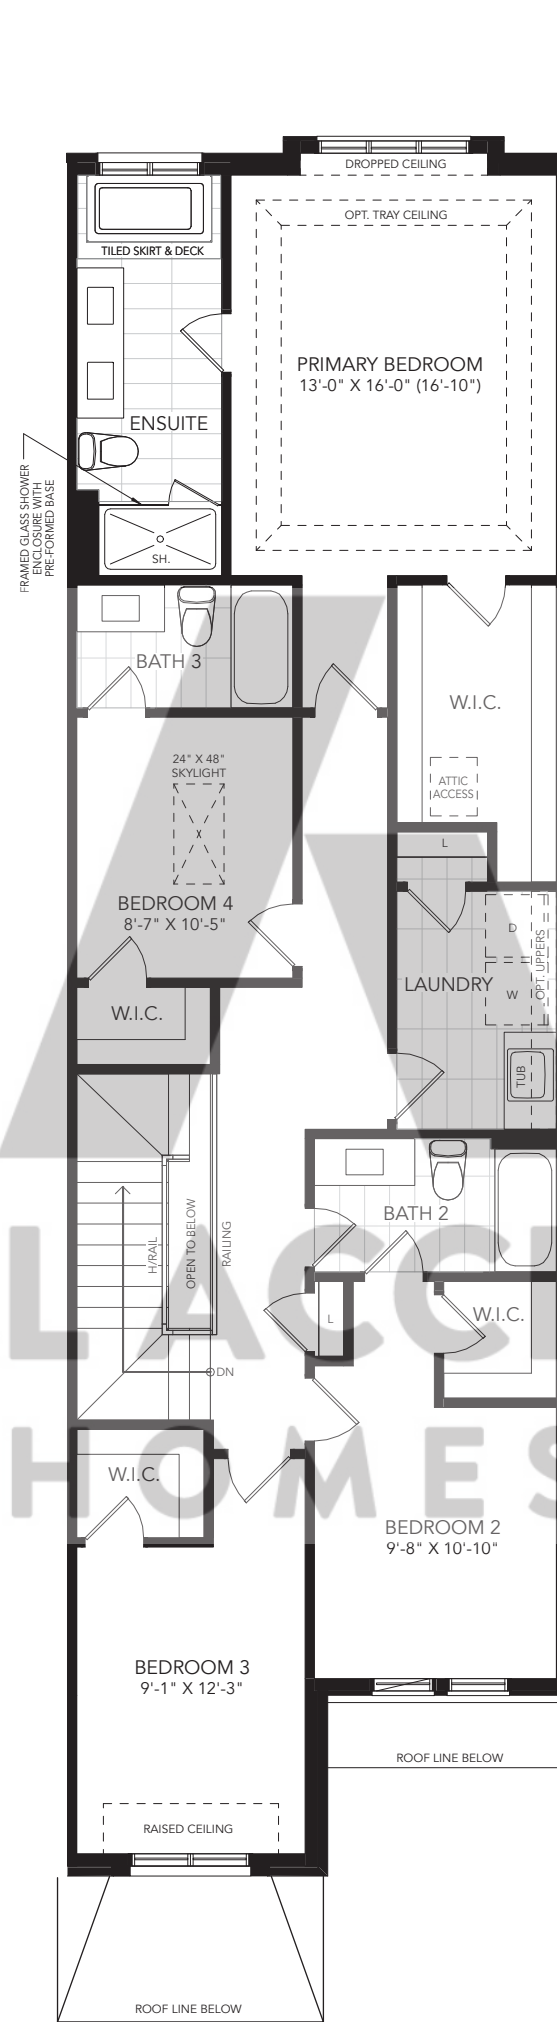 DROPPED CEILING
OPT. TRAY CEILING
TILED SKIRT & DECK
PRIMARY BEDROOM
13'-0" X 16'-0" (16'-10")
ENSUITE
FRAMED GLASS SHOWER
ENCLOSURE WITH
PRE-FORMED BASE
SH.
BATH 3
W.I.C.
24" X 48"
SKYLIGHT
ATTIC
ACCESS
L
BEDROOM 4
8'-7" X 10'-5"
D
OPT. UPPERS
LAUNDRY
W
W.I.C.
TUB
BATH 2
H/RAIL
OPEN TO BELOW
RAILING
L ACC
W.I.C.
L
DN
HOMES
W.I.C.
BEDROOM 2
9'-8" X 10'-10"
BEDROOM 3
9'-1" X 12'-3"
ROOF LINE BELOW
RAISED CEILING
ROOF LINE BELOW